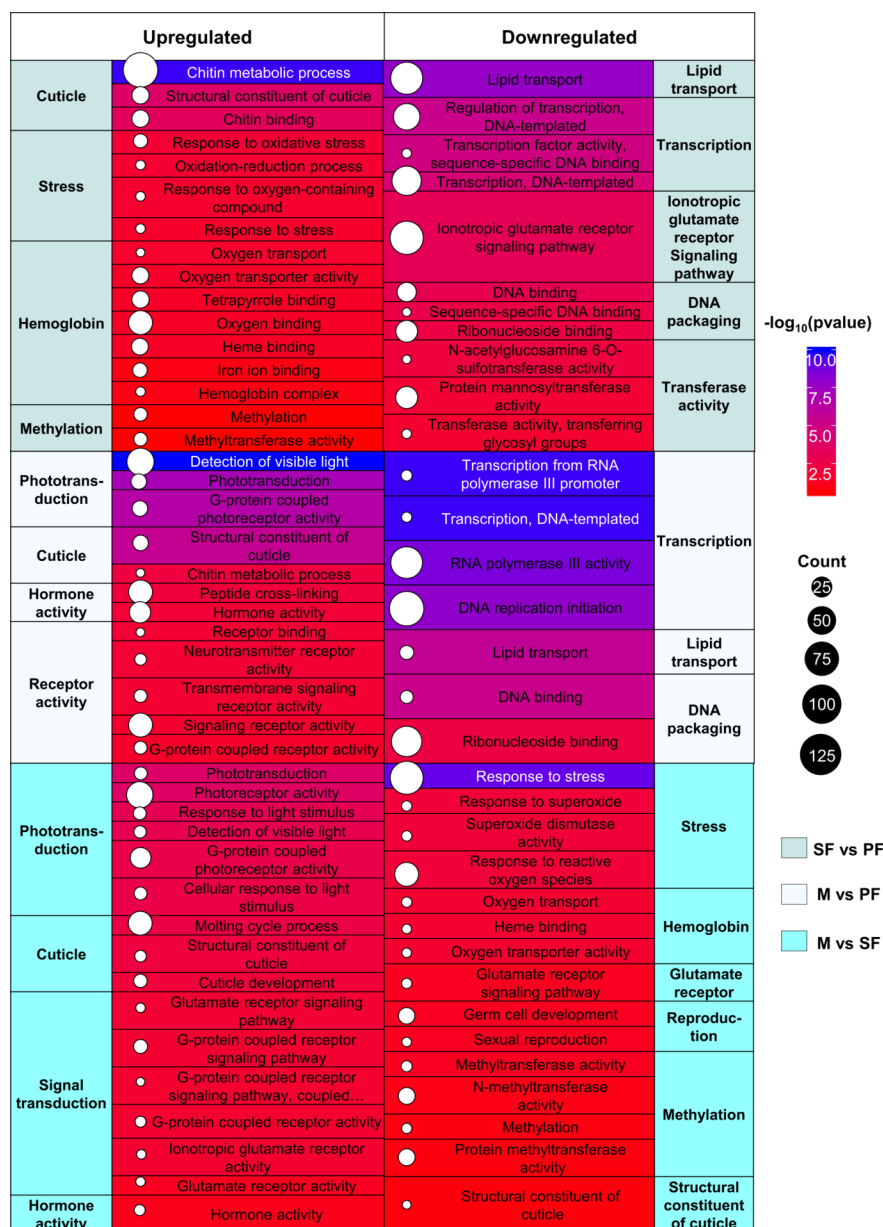 Upregulated
Downregulated
Cuticle
Chitin metabolic process
Structural constituent of cuticle
Chitin binding
Stress
Response to oxidative stress
Oxidation-reduction process
Response to oxygen-containing
compound
Response to stress
Hemoglobin
Oxygen transport
Oxygen transporter activity
Tetrapyrrole binding
Oxygen binding
Heme binding
Iron ion binding
Hemoglobin complex
Methylation
Methylation
Methyltransferase activity
Lipid transport
Lipid
transport
Regulation of transcription,
DNA-templated
Transcription factor activity,
sequence-specific DNA binding
Transcription, DNA-templated
Transcription
Ionotropic glutamate receptor
signaling pathway
Ionotropic
glutamate
receptor
Signaling
pathway
DNA binding
Sequence-specific DNA binding
Ribonucleoside binding
DNA
packaging
N-acetylglucosamine 6-O-
sulfotransferase activity
Protein mannosyltransferase
activity
Transferase activity, transferring
glycosyl groups
Transferase
activity
Phototrans-
duction
Detection of visible light
Phototransduction
G-protein coupled
photoreceptor activity
Cuticle
Structural constituent of
cuticle
Chitin metabolic process
Hormone
activity
Peptide cross-linking
Hormone activity
Receptor
activity
Receptor binding
Neurotransmitter receptor
activity
Transmembrane signaling
receptor activity
Signaling receptor activity
G-protein coupled receptor activity
Transcription from RNA
polymerase III promoter
Transcription, DNA-templated
RNA polymerase III activity
DNA replication initiation
Transcription
Lipid transport
Lipid
transport
DNA binding
Ribonucleoside binding
DNA
packaging
Phototrans-
duction
Phototransduction
Photoreceptor activity
Response to light stimulus
Detection of visible light
G-protein coupled
photoreceptor activity
Cellular response to light
stimulus
Cuticle
Molting cycle process
Structural constituent of
cuticle
Cuticle development
Signal
transduction
Glutamate receptor signaling
pathway
G-protein coupled receptor
signaling pathway
G-protein coupled receptor
signaling pathway, coupled…
G-protein coupled receptor activity
Ionotropic glutamate receptor
activity
Glutamate receptor activity
Hormone
activity
Hormone activity
Response to stress
Response to superoxide
Superoxide dismutase
activity
Response to reactive
oxygen species
Stress
Oxygen transport
Heme binding
Oxygen transporter activity
Hemoglobin
Glutamate receptor
signaling pathway
Glutamate
receptor
Germ cell development
Sexual reproduction
Reproduc-
tion
Methyltransferase activity
N-methyltransferase
activity
Methylation
Protein methyltransferase
activity
Methylation
Structural constituent of
cuticle
Structural
constituent
of cuticle
-log10(pvalue)
10.0
7.5
5.0
2.5
Count
25
50
75
100
125
SF vs PF
M vs PF
M vs SF